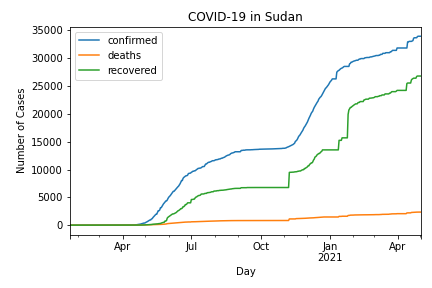 COVID-19 in Sudan
confirmed
deaths
recovered
Number of Cases
35000
30000
25000
20000
15000
10000
5000
0
Apr
Jul
Oct
Jan
2021
Apr
Day